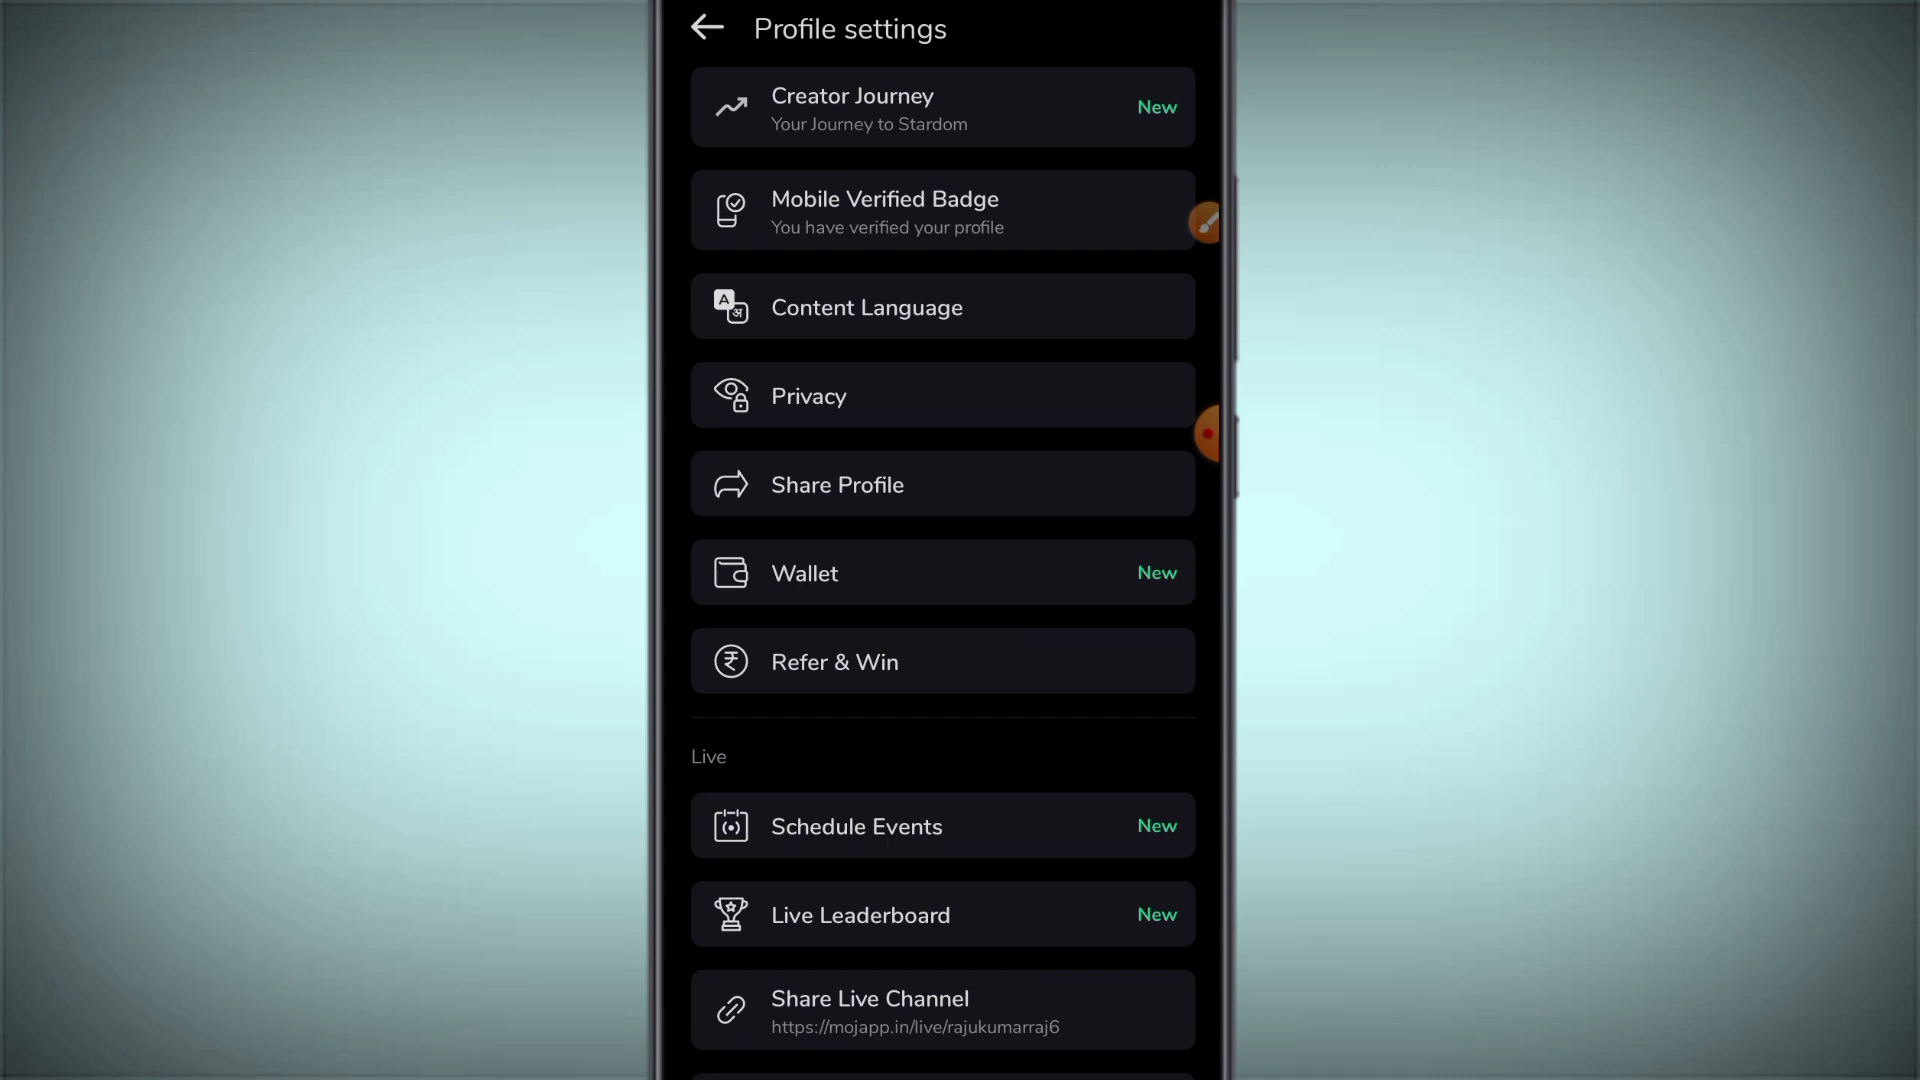 Profile settings
Creator Journey
New
Your Journey to Stardom
Mobile Verified Badge
You have verified your profile
A
अ
Content Language
Privacy
Share Profile
Wallet
New
₹
Refer & Win
Live
Schedule Events
New
Live Leaderboard
New
Share Live Channel
https://mojapp.in/live/rajukumarraj6